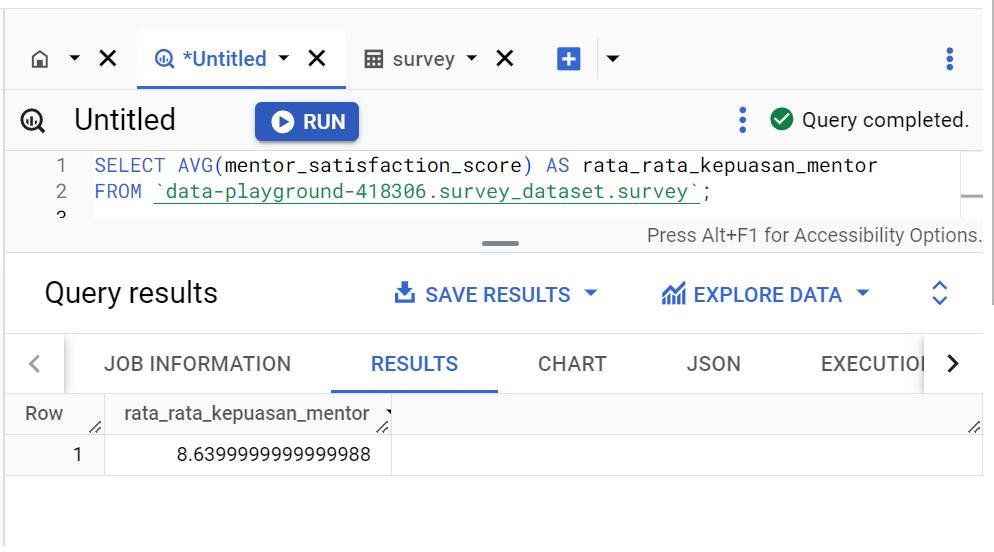 *Untitled
survey
Untitled
RUN
Query completed.
1 SELECT AVG(mentor_satisfaction_score) AS rata_rata_kepuasan_mentor
2 FROM `data-playground-418306.survey_dataset.survey`;
3
Press Alt+F1 for Accessibility Options.
Query results
SAVE RESULTS
EXPLORE DATA
JOB INFORMATION
RESULTS
CHART
JSON
EXECUTIO
Row
rata_rata_kepuasan_mentor
1
8.6399999999999988